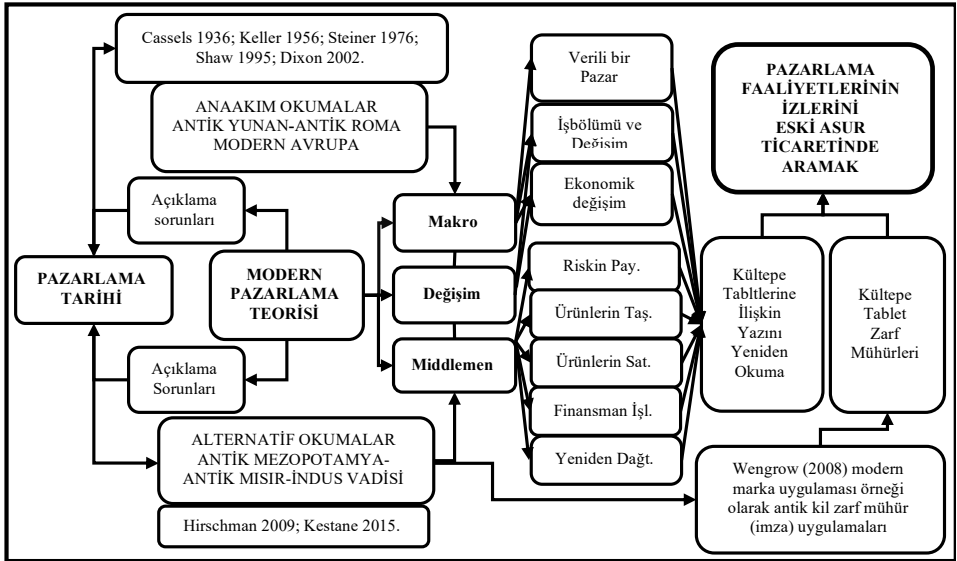 Cassels 1936; Keller 1956; Steiner 1976;
Shaw 1995; Dixon 2002.
ANAAKIM OKUMALAR
ANTİK YUNAN-ANTİK ROMA
MODERN AVRUPA
Açıklama
sorunları
PAZARLAMA
TARİHİ
MODERN
PAZARLAMA
TEORİSİ
Açıklama
Sorunları
ALTERNATİF OKUMALAR
ANTİK MEZOPOTAMYA-
ANTİK MISIR-İNDUS VADİSİ
Hirschman 2009; Kestane 2015.
Makro
Değişim
Middlemen
Verili bir
Pazar
İşbölümü ve
Değişim
Ekonomik
değişim
Riskin Pay.
Ürünlerin Taş.
Ürünlerin Sat.
Finansman İşl.
Yeniden Dağt.
PAZARLAMA
FAALİYETLERİNİN
İZLERİNİ
ESKİ ASUR
TİCARETİNDE
ARAMAK
Kültepe
Tabltlerine
İlişkin
Yazını
Yeniden
Okuma
Kültepe
Tablet
Zarf
Mühürleri
Wengrow (2008) modern
marka uygulaması örneği
olarak antik kil zarf mühür
(imza) uygulamaları